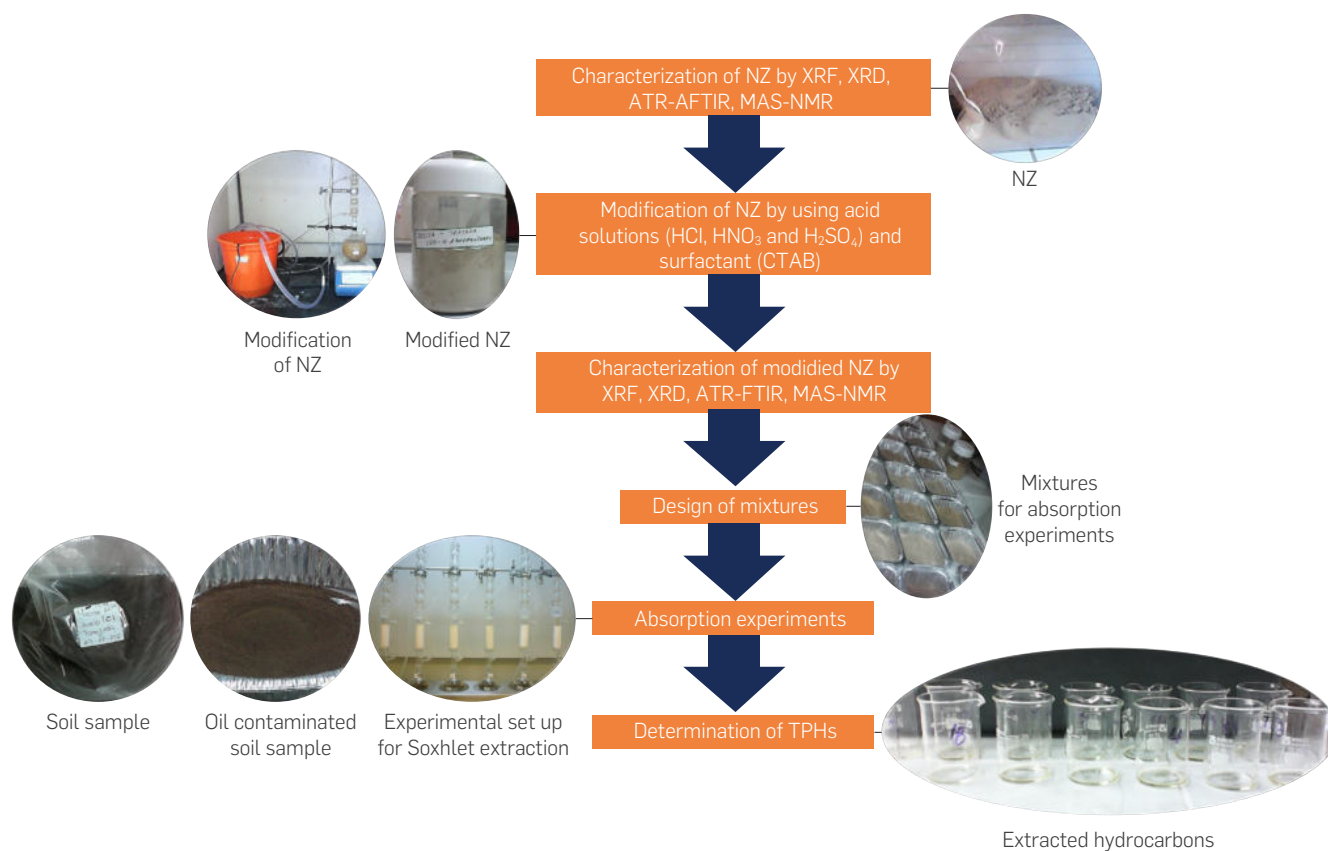 Characterization of NZ by XRF, XRD,
ATR-AFTIR, MAS-NMR
NZ
Modification of NZ by using acid
solutions (HCl, HNO₃ and H₂SO₄) and
surfactant (CTAB)
Modification
of NZ
Modified NZ
Characterization of modidied NZ by
XRF, XRD, ATR-FTIR, MAS-NMR
Design of mixtures
Mixtures
for absorption
experiments
Absorption experiments
Soil sample
Oil contaminated
soil sample
Experimental set up
for Soxhlet extraction
Determination of TPHs
Extracted hydrocarbons